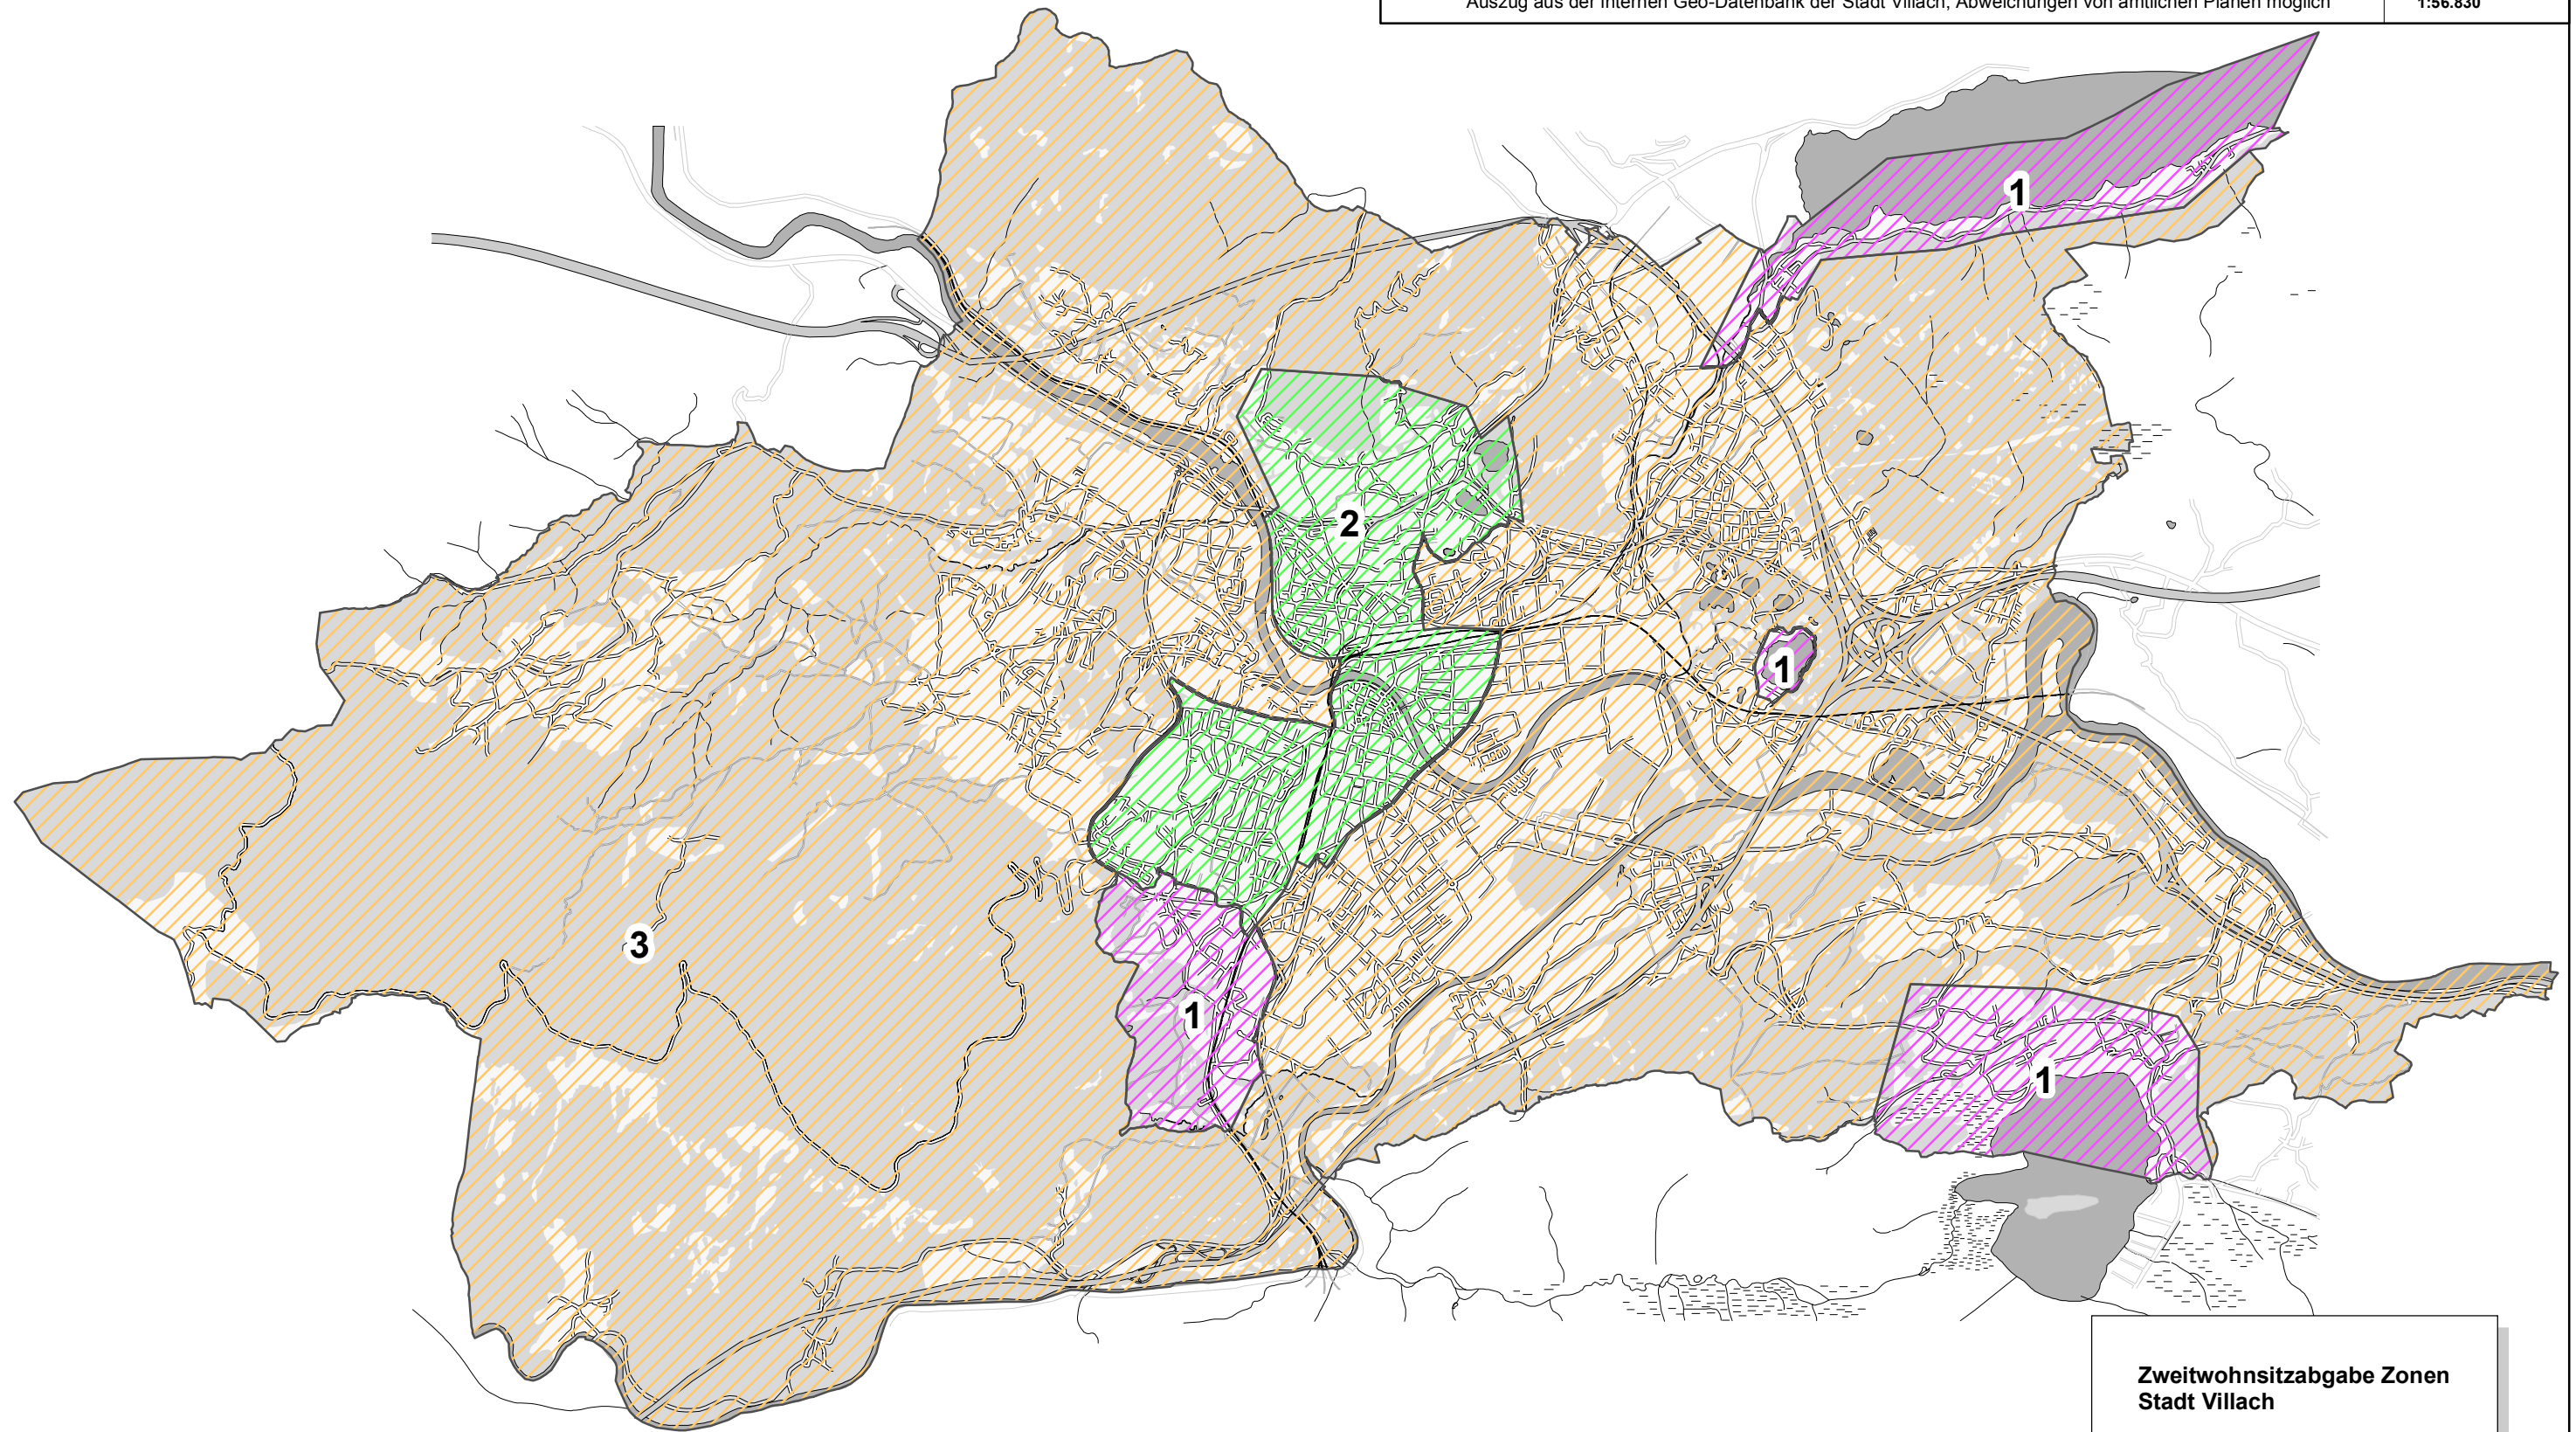 Auszug aus der internen Geo-Datenbank der Stadt Villach, Abweichungen von amtlichen Plänen möglich
1:56.830
1
2
1
3
1
1
Zweitwohnsitzabgabe Zonen
Stadt Villach